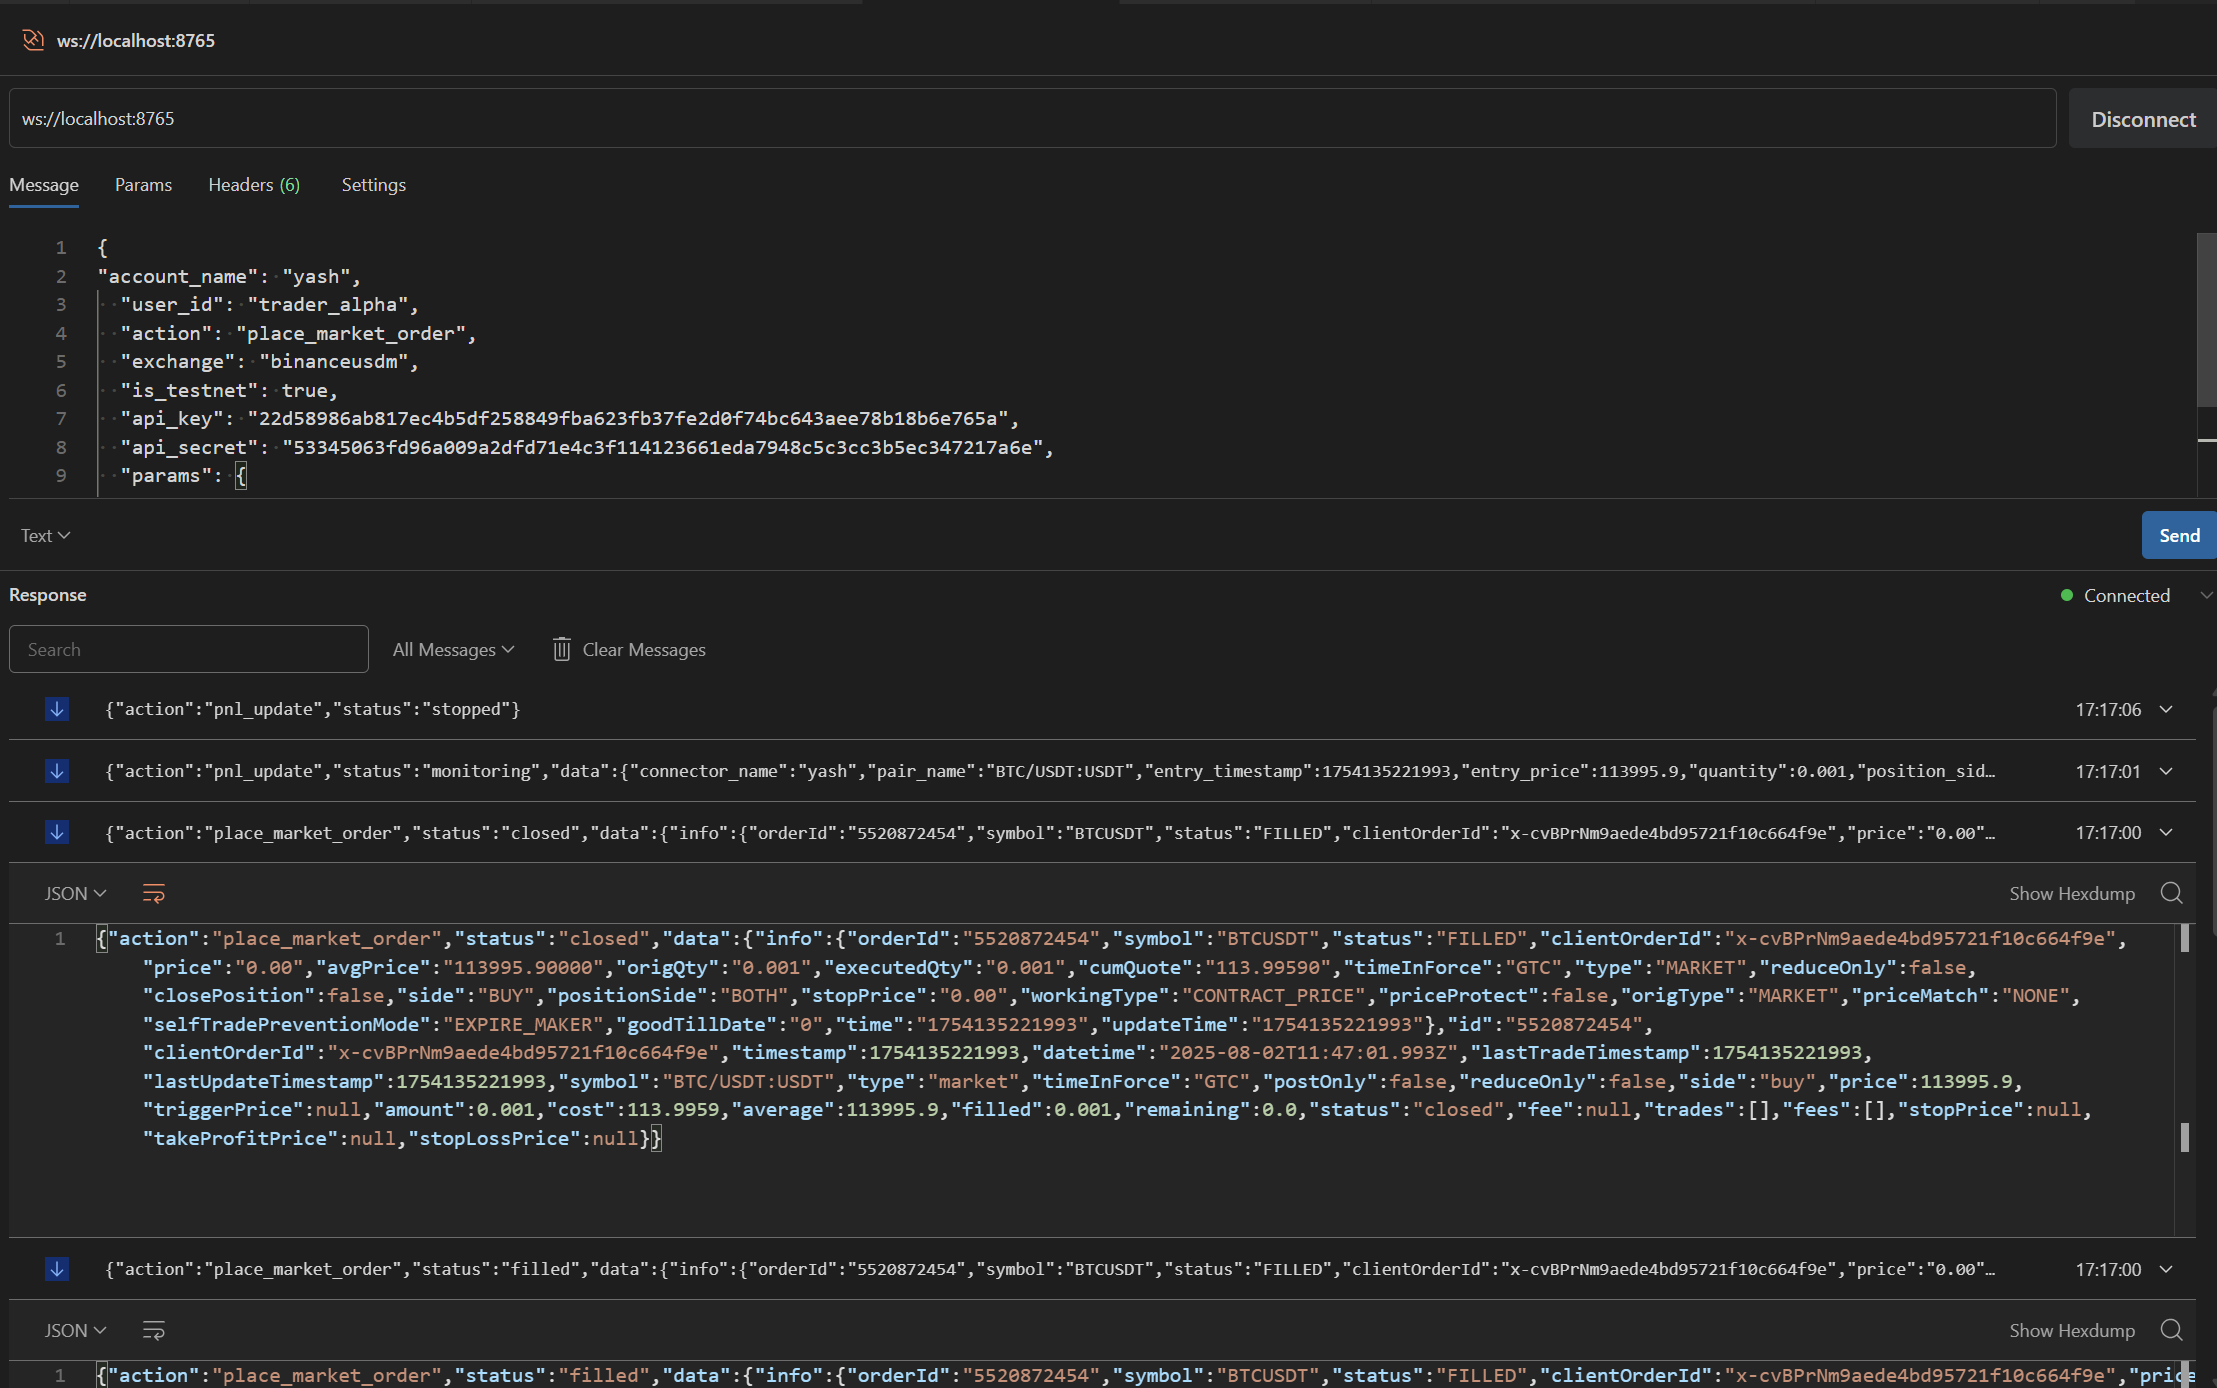 ws://localhost:8765
ws://localhost:8765
Disconnect
Message Params Headers (6) Settings
1 {
2 "account_name": "yash",
3 "user_id": "trader_alpha",
4 "action": "place_market_order",
5 "exchange": "binanceusdm",
6 "is_testnet": true,
7 "api_key": "22d58986ab817ec4b5df258849fba623fb37fe2d0f74bc643aee78b18b6e765a",
8 "api_secret": "53345063fd96a009a2dfd71e4c3f114123661eda7948c5c3cc3b5ec347217a6e",
9 "params": {
Text
Send
Response
Connected
Search
All Messages
Clear Messages
{"action":"pnl_update","status":"stopped"} 17:17:06
{"action":"pnl_update","status":"monitoring","data":{"connector_name":"yash","pair_name":"BTC/USDT:USDT","entry_timestamp":1754135221993,"entry_price":113995.9,"quantity":0.001,"position_sid… 17:17:01
{"action":"place_market_order","status":"closed","data":{"info":{"orderId":"5520872454","symbol":"BTCUSDT","status":"FILLED","clientOrderId":"x-cvBPrNm9aede4bd95721f10c664f9e","price":"0.00"… 17:17:00
JSON
Show Hexdump
1 {"action":"place_market_order","status":"closed","data":{"info":{"orderId":"5520872454","symbol":"BTCUSDT","status":"FILLED","clientOrderId":"x-cvBPrNm9aede4bd95721f10c664f9e",
"price":"0.00","avgPrice":"113995.90000","origQty":"0.001","executedQty":"0.001","cumQuote":"113.99590","timeInForce":"GTC","type":"MARKET","reduceOnly":false,
"closePosition":false,"side":"BUY","positionSide":"BOTH","stopPrice":"0.00","workingType":"CONTRACT_PRICE","priceProtect":false,"origType":"MARKET","priceMatch":"NONE",
"selfTradePreventionMode":"EXPIRE_MAKER","goodTillDate":"0","time":"1754135221993","updateTime":"1754135221993"},"id":"5520872454",
"clientOrderId":"x-cvBPrNm9aede4bd95721f10c664f9e","timestamp":1754135221993,"datetime":"2025-08-02T11:47:01.993Z","lastTradeTimestamp":1754135221993,
"lastUpdateTimestamp":1754135221993,"symbol":"BTC/USDT:USDT","type":"market","timeInForce":"GTC","postOnly":false,"reduceOnly":false,"side":"buy","price":113995.9,
"triggerPrice":null,"amount":0.001,"cost":113.9959,"average":113995.9,"filled":0.001,"remaining":0.0,"status":"closed","fee":null,"trades":[],"fees":[],"stopPrice":null,
"takeProfitPrice":null,"stopLossPrice":null}}
{"action":"place_market_order","status":"filled","data":{"info":{"orderId":"5520872454","symbol":"BTCUSDT","status":"FILLED","clientOrderId":"x-cvBPrNm9aede4bd95721f10c664f9e","price":"0.00"… 17:17:00
JSON
Show Hexdump
1 {"action":"place_market_order","status":"filled","data":{"info":{"orderId":"5520872454","symbol":"BTCUSDT","status":"FILLED","clientOrderId":"x-cvBPrNm9aede4bd95721f10c664f9e","price